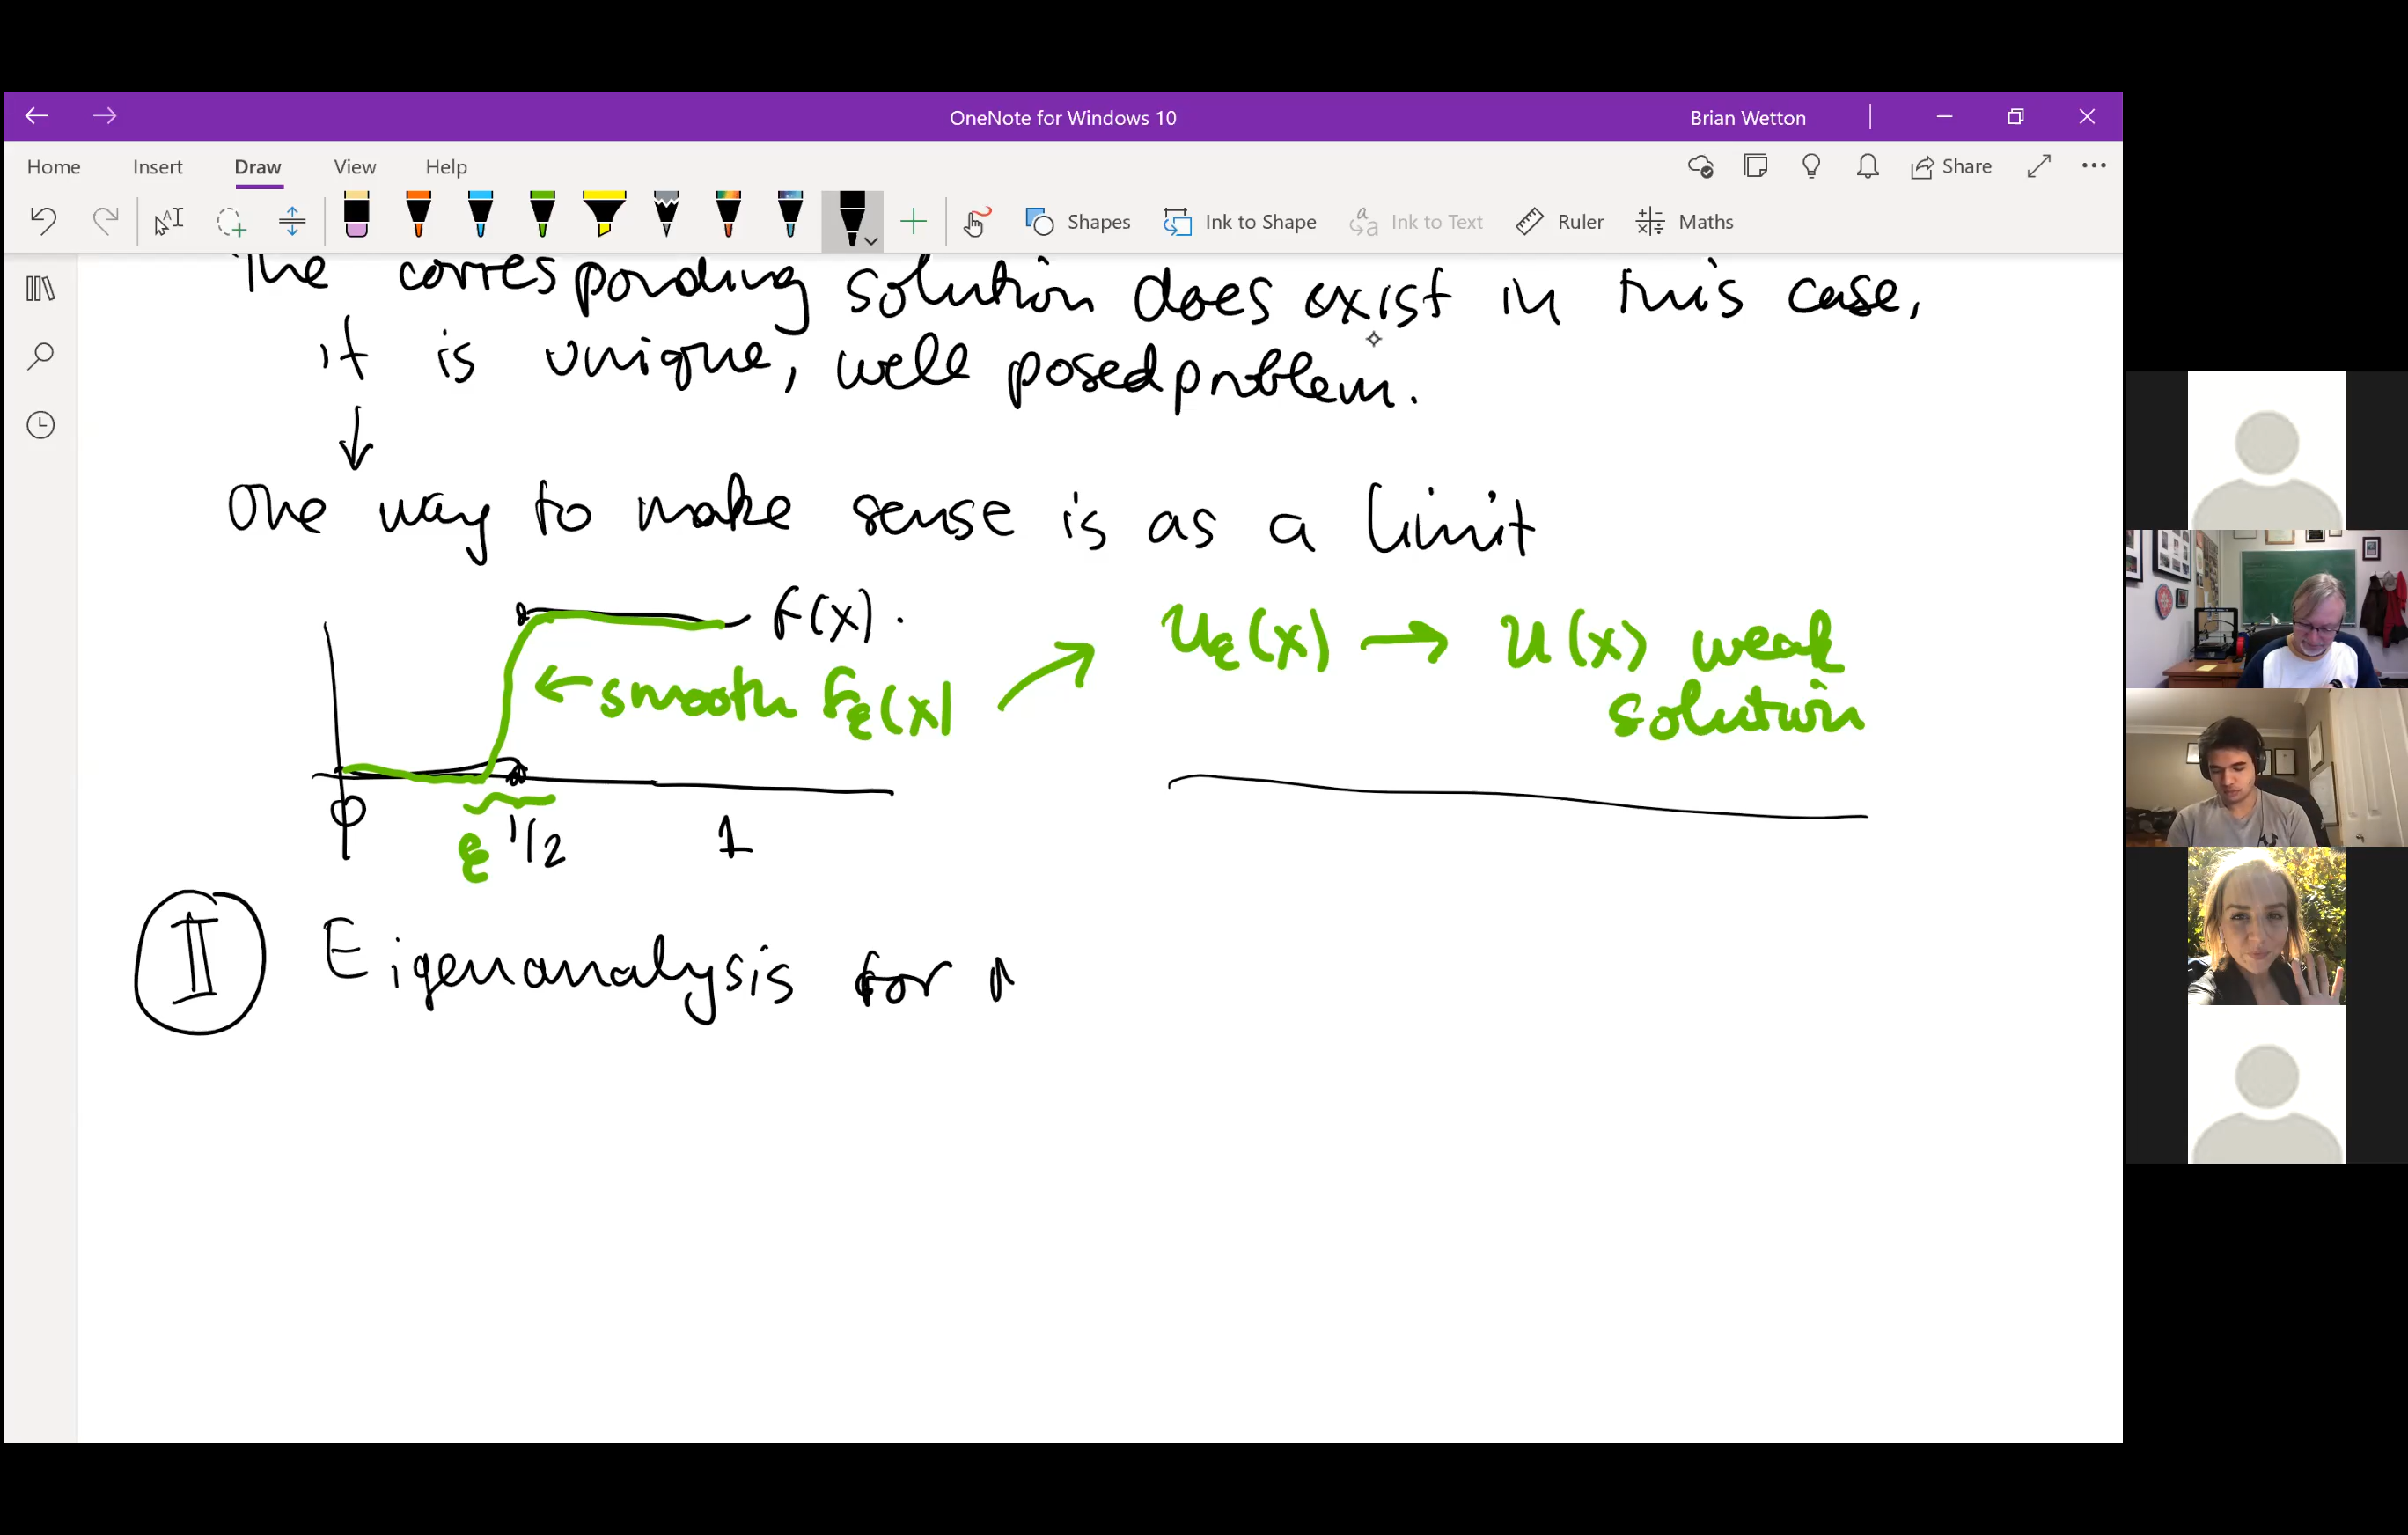 OneNote for Windows 10
Brian Wetton
Home Insert Draw View Help
Share
Shapes Ink to Shape Ink to Text Ruler Maths
The corresponding solution does exist in this case,
it is unique, well posed problem.
↓
One way to make sense is as a limit
f(x).
← smooth fε(x)
uε(x) → u(x) weak
solution
0 ε 1/2 1
II Eigenanalysis for